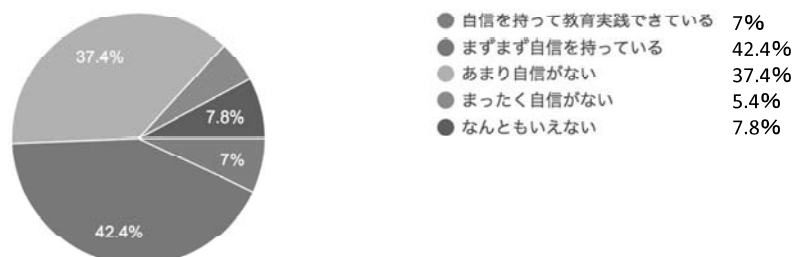 37.4%
7.8%
7%
42.4%
自信を持って教育実践できている 7%
まずまず自信を持っている 42.4%
あまり自信がない 37.4%
まったく自信がない 5.4%
なんともいえない 7.8%